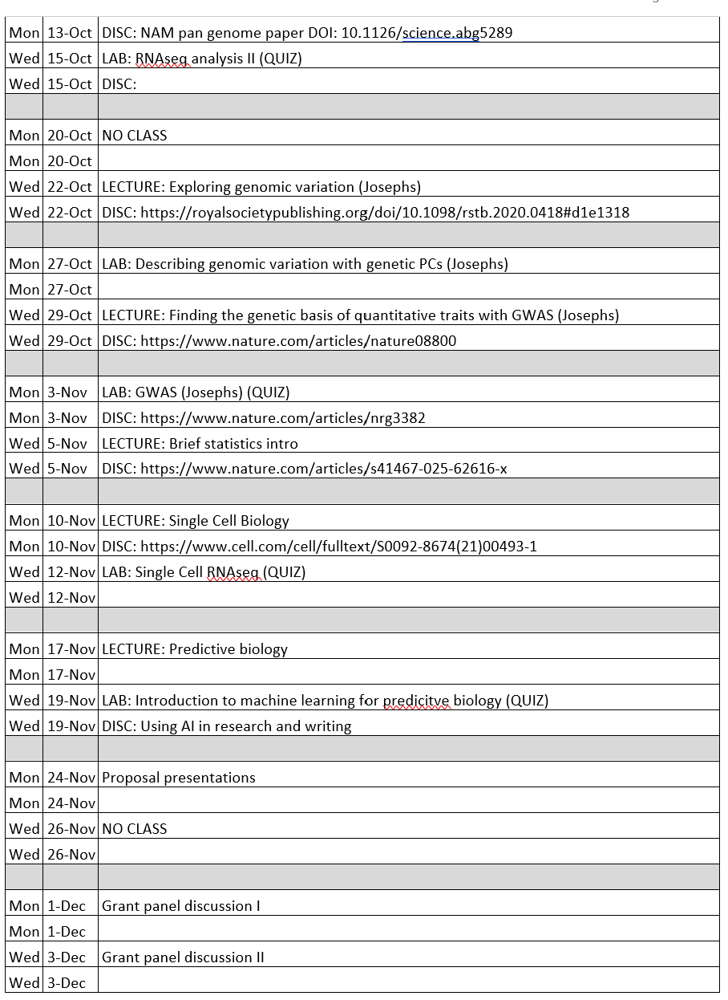 Mon 13-Oct DISC: NAM pan genome paper DOI: 10.1126/science.abg5289
Wed 15-Oct LAB: RNAseq analysis II (QUIZ)
Wed 15-Oct DISC:
Mon 20-Oct NO CLASS
Mon 20-Oct
Wed 22-Oct LECTURE: Exploring genomic variation (Josephs)
Wed 22-Oct DISC: https://royalsocietypublishing.org/doi/10.1098/rstb.2020.0418#d1e1318
Mon 27-Oct LAB: Describing genomic variation with genetic PCs (Josephs)
Mon 27-Oct
Wed 29-Oct LECTURE: Finding the genetic basis of quantitative traits with GWAS (Josephs)
Wed 29-Oct DISC: https://www.nature.com/articles/nature08800
Mon 3-Nov LAB: GWAS (Josephs) (QUIZ)
Mon 3-Nov DISC: https://www.nature.com/articles/nrg3382
Wed 5-Nov LECTURE: Brief statistics intro
Wed 5-Nov DISC: https://www.nature.com/articles/s41467-025-62616-x
Mon 10-Nov LECTURE: Single Cell Biology
Mon 10-Nov DISC: https://www.cell.com/cell/fulltext/S0092-8674(21)00493-1
Wed 12-Nov LAB: Single Cell RNAseq (QUIZ)
Wed 12-Nov
Mon 17-Nov LECTURE: Predictive biology
Mon 17-Nov
Wed 19-Nov LAB: Introduction to machine learning for predicitve biology (QUIZ)
Wed 19-Nov DISC: Using AI in research and writing
Mon 24-Nov Proposal presentations
Mon 24-Nov
Wed 26-Nov NO CLASS
Wed 26-Nov
Mon 1-Dec Grant panel discussion I
Mon 1-Dec
Wed 3-Dec Grant panel discussion II
Wed 3-Dec